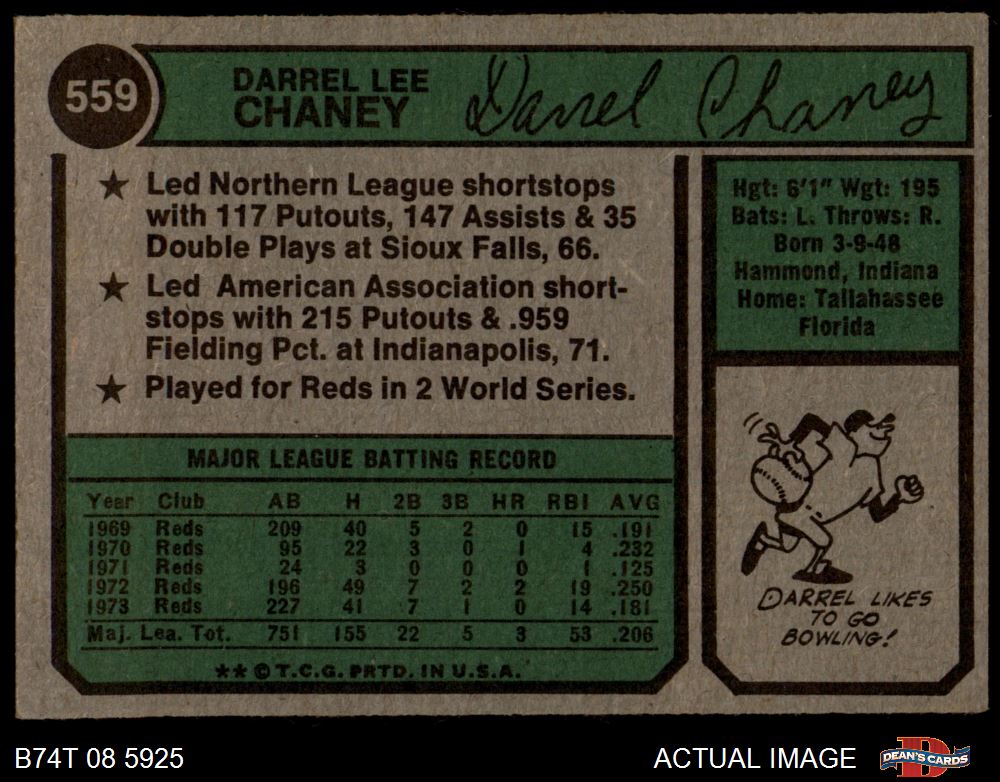 559
DARREL LEE
CHANEY
Darrel Chaney
★ Led Northern League shortstops
with 117 Putouts, 147 Assists & 35
Double Plays at Sioux Falls, 66.
★ Led American Association short-
stops with 215 Putouts & .959
Fielding Pct. at Indianapolis, 71.
★ Played for Reds in 2 World Series.
Hgt: 6'1" Wgt: 195
Bats: L. Throws: R.
Born 3-9-48
Hammond, Indiana
Home: Tallahassee
Florida
MAJOR LEAGUE BATTING RECORD
Year Club AB H 2B 3B HR RBI AVG
1969 Reds 209 40 5 2 0 15 .191
1970 Reds 95 22 3 0 1 4 .232
1971 Reds 24 3 0 0 0 1 .125
1972 Reds 196 49 7 2 2 19 .250
1973 Reds 227 41 7 1 0 14 .181
Maj. Lea. Tot. 751 155 22 5 3 53 .206
**©T.C.G. PRTD. IN U.S.A.
DARREL LIKES
TO GO
BOWLING!
B74T 08 5925
ACTUAL IMAGE
DEAN'S CARDS